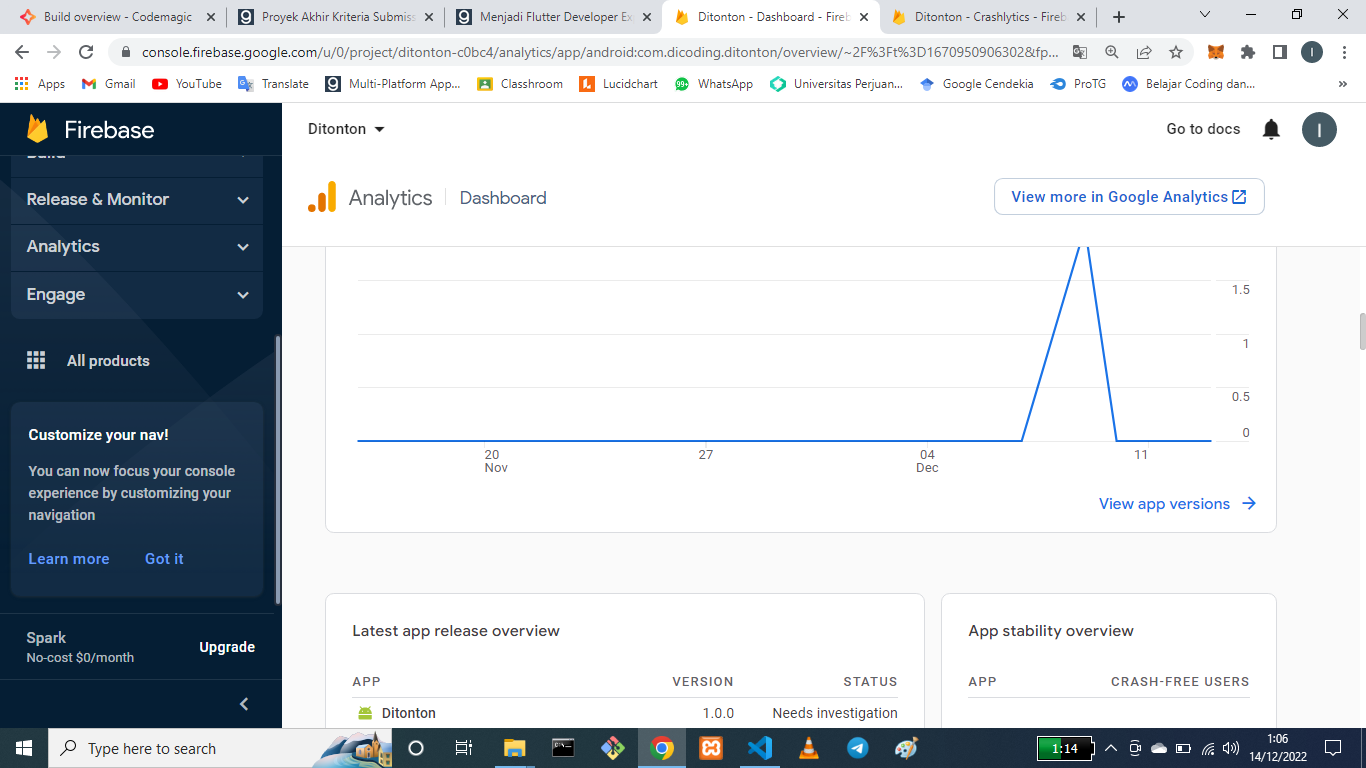 Build overview - Codemagic
Proyek Akhir Kriteria Submiss
Menjadi Flutter Developer Ex
Ditonton - Dashboard - Fireb
Ditonton - Crashlytics - Fireb
console.firebase.google.com/u/0/project/ditonton-c0bc4/analytics/app/android:com.dicoding.ditonton/overview/~2F%3Ft%3D1670950906302&fp...
I
Apps
Gmail
YouTube
Translate
Multi-Platform App...
Classhroom
Lucidchart
99+
WhatsApp
Universitas Perjuan...
Google Cendekia
ProTG
Belajar Coding dan...
»
Firebase
Ditonton
Go to docs
I
Build
Release & Monitor
Analytics
Engage
All products
Customize your nav!
You can now focus your console
experience by customizing your
navigation
Learn more
Got it
Spark
No-cost $0/month
Upgrade
Analytics
Dashboard
View more in Google Analytics
1.5
1
0.5
0
20
Nov
27
04
Dec
11
View app versions
Latest app release overview
APP
VERSION
STATUS
Ditonton
1.0.0
Needs investigation
App stability overview
APP
CRASH-FREE USERS
Type here to search
1:14
1:06
14/12/2022